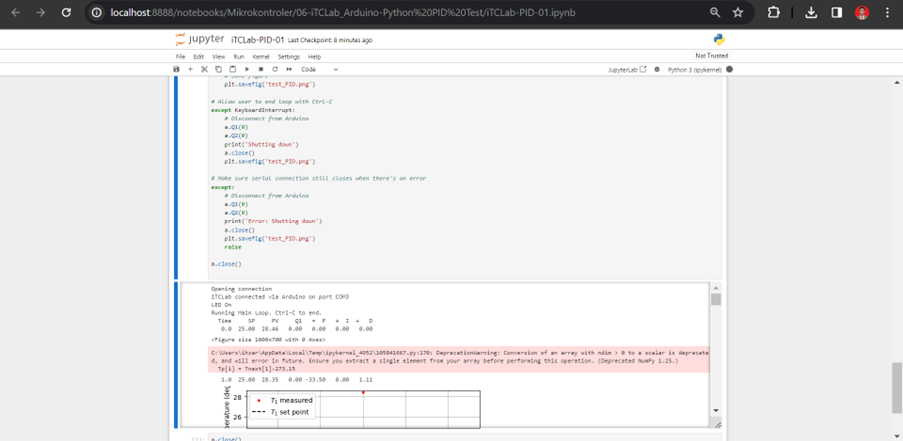 localhost:8888/notebooks/Mikrokontroler/06-iTCLab_Arduino-Python%20PID%20Test/iTCLab-PID-01.ipynb
jupyter iTCLab-PID-01 Last Checkpoint: 8 minutes ago
File Edit View Run Kernel Settings Help
Not Trusted
Code
JupyterLab
Python 3 (ipykernel)
plt.savefig('test_PID.png')
# Allow user to end loop with Ctrl-C
except KeyboardInterrupt:
# Disconnect from Arduino
a.Q1(0)
a.Q2(0)
print('Shutting down')
a.close()
plt.savefig('test_PID.png')
# Make sure serial connection still closes when there's an error
except:
# Disconnect from Arduino
a.Q1(0)
a.Q2(0)
print('Error: Shutting down')
a.close()
plt.savefig('test_PID.png')
raise
a.close()
Opening connection
iTCLab connected via Arduino on port COM3
LED On
Running Main Loop. Ctrl-C to end.
Time SP PV Q1 = P + I + D
0.0 25.00 28.46 0.00 0.00 0.00 0.00
<Figure size 1000x700 with 0 Axes>
C:\Users\ihsar\AppData\Local\Temp\ipykernel_4052\105841667.py:170: DeprecationWarning: Conversion of an array with ndim > 0 to a scalar is deprecate
d, and will error in future. Ensure you extract a single element from your array before performing this operation. (Deprecated NumPy 1.25.)
Tp[i] = Tnext[1]-273.15
1.0 25.00 28.35 0.00 -33.50 0.00 1.11
28
26
T1 measured
T1 set point
a.close()